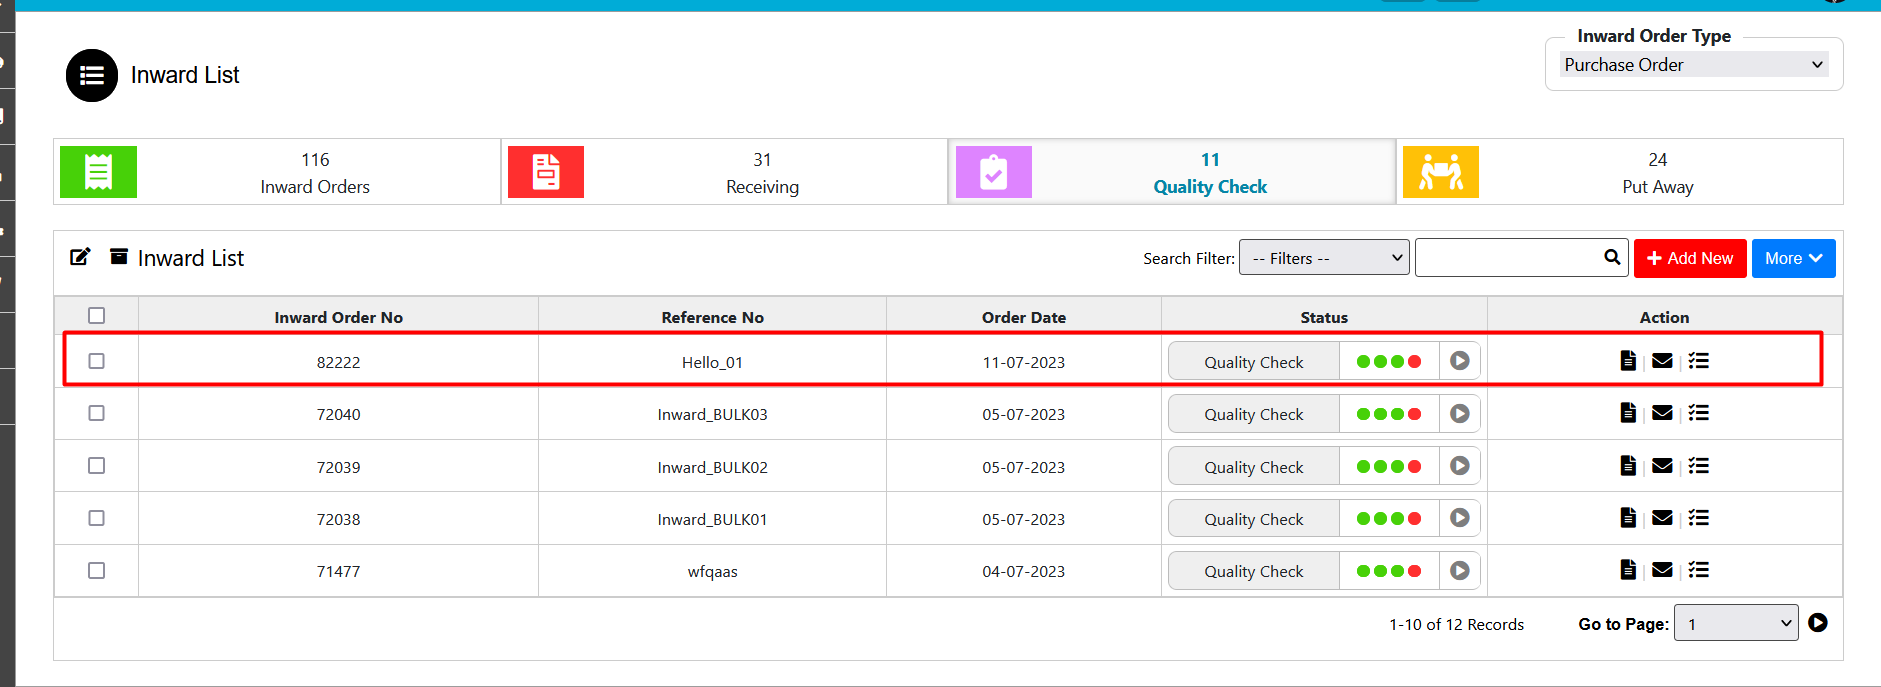 Inward List
Inward Order Type
Purchase Order
116
Inward Orders
31
Receiving
11
Quality Check
24
Put Away
Inward List
Search Filter:
-- Filters --
Add New
More
Inward Order No Reference No Order Date Status Action
82222 Hello_01 11-07-2023 Quality Check
72040 Inward_BULK03 05-07-2023 Quality Check
72039 Inward_BULK02 05-07-2023 Quality Check
72038 Inward_BULK01 05-07-2023 Quality Check
71477 wfqaas 04-07-2023 Quality Check
1-10 of 12 Records Go to Page: 1